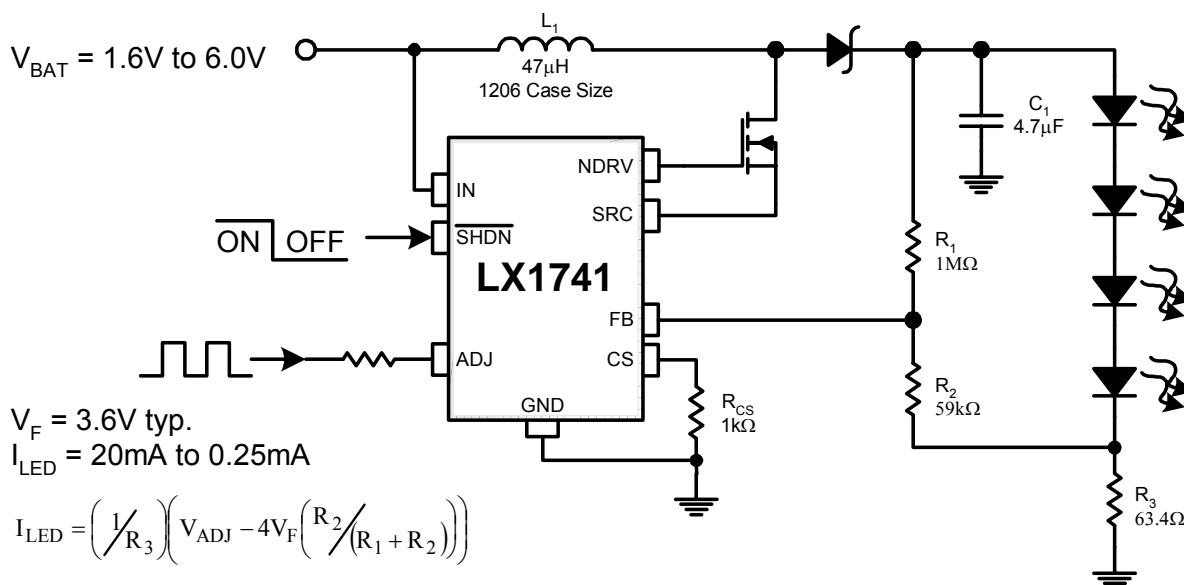 V_BAT = 1.6V to 6.0V
L1
47µH
1206 Case Size
C1
4.7µF
NDRV
IN
SRC
SHDN
ON OFF
LX1741
R1
1MΩ
FB
ADJ
CS
R2
59kΩ
GND
R_CS
1kΩ
V_F = 3.6V typ.
I_LED = 20mA to 0.25mA
R3
63.4Ω
I_LED = (1/R3)(V_ADJ − 4V_F(R2/(R1 + R2)))